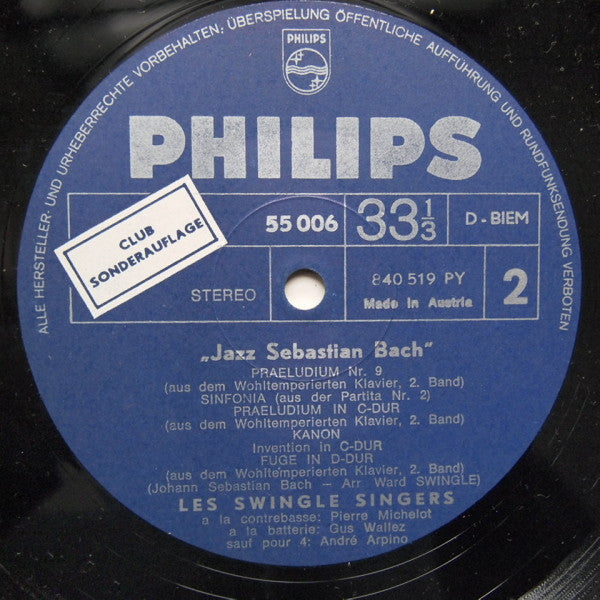 ALLE HERSTELLER- UND URHEBERRECHTE VORBEHALTEN; ÜBERSPIELUNG ÖFFENTLICHE AUFFÜHRUNG UND RUNDFUNKSENDUNG VERBOTEN
PHILIPS
PHILIPS
CLUB
SONDERAUFLAGE
55 006
33 1/3
D - BIEM
STEREO
840 519 PY
Made in Austria
2
„Jazz Sebastian Bach"
PRAELUDIUM Nr. 9
(aus dem Wohltemperierten Klavier, 2. Band)
SINFONIA (aus der Partita Nr. 2)
PRAELUDIUM IN C-DUR
(aus dem Wohltemperierten Klavier, 2. Band)
KANON
Invention in C-DUR
FUGE IN D-DUR
(aus dem Wohltemperierten Klavier, 2. Band)
(Johann Sebastian Bach — Arr Ward SWINGLE)
LES SWINGLE SINGERS
a la contrebasse: Pierre Michelot
a la batterie: Gus Wallez
sauf pour 4: André Arpino